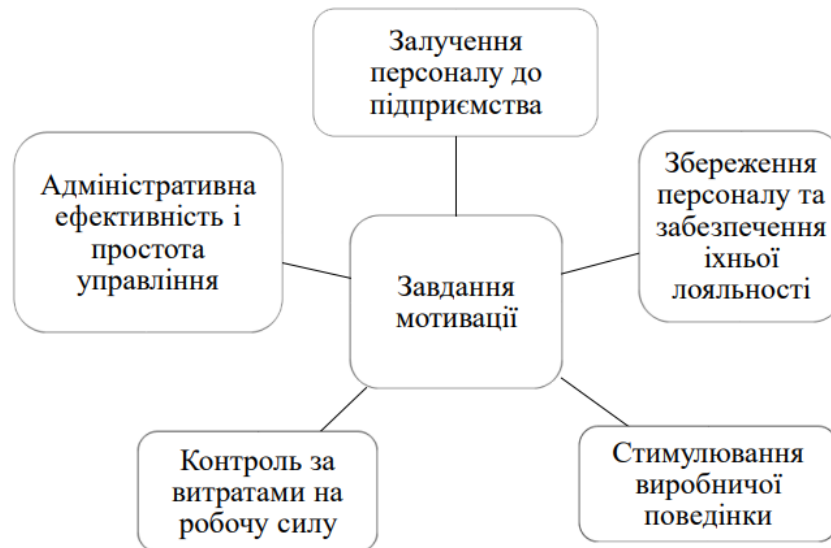 Залучення
персоналу до
підприємства
Адміністративна
ефективність і
простота
управління
Збереження
персоналу та
забезпечення
їхньої
лояльності
Завдання
мотивації
Контроль за
витратами на
робочу силу
Стимулювання
виробничої
поведінки